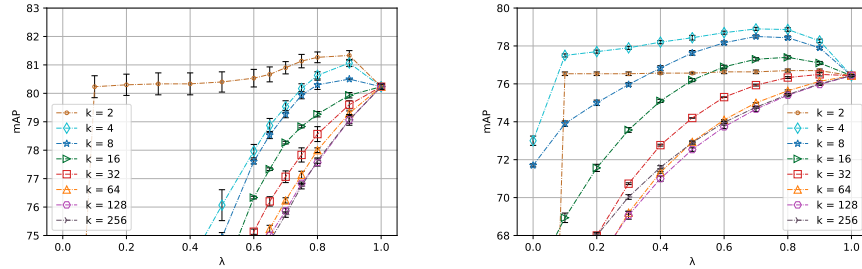 83
82
81
80
79
78
77
76
75
mAP
0.0 0.2 0.4 0.6 0.8 1.0
λ
k = 2
k = 4
k = 8
k = 16
k = 32
k = 64
k = 128
k = 256
80
78
76
74
72
70
68
mAP
0.0 0.2 0.4 0.6 0.8 1.0
λ
k = 2
k = 4
k = 8
k = 16
k = 32
k = 64
k = 128
k = 256